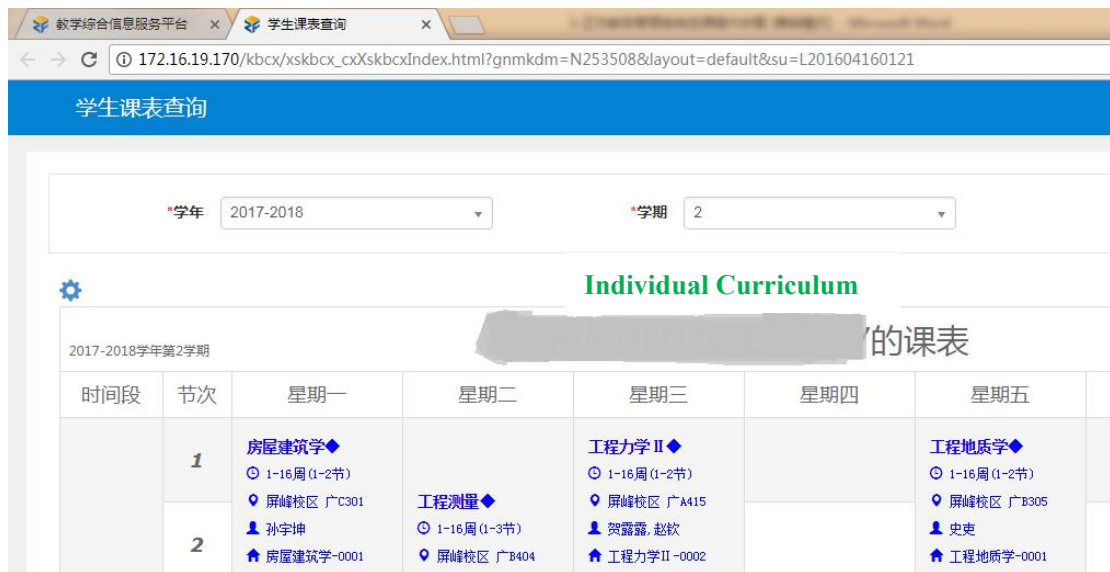 教学综合信息服务平台
学生课表查询
172.16.19.170/kbcx/xskbcx_cxXskbcxIndex.html?gnmkdm=N253508&layout=default&su=L201604160121
学生课表查询
*学年 2017-2018 *学期 2
Individual Curriculum
2017-2018学年第2学期
的课表
时间段 节次 星期一 星期二 星期三 星期四 星期五
1
2
房屋建筑学◆
1-16周(1-2节)
屏峰校区 广C301
孙宇坤
房屋建筑学-0001
工程测量◆
1-16周(1-3节)
屏峰校区 广B404
工程力学Ⅱ◆
1-16周(1-2节)
屏峰校区 广A415
贺露露,赵钦
工程力学II-0002
工程地质学◆
1-16周(1-2节)
屏峰校区 广B305
史吏
工程地质学-0001